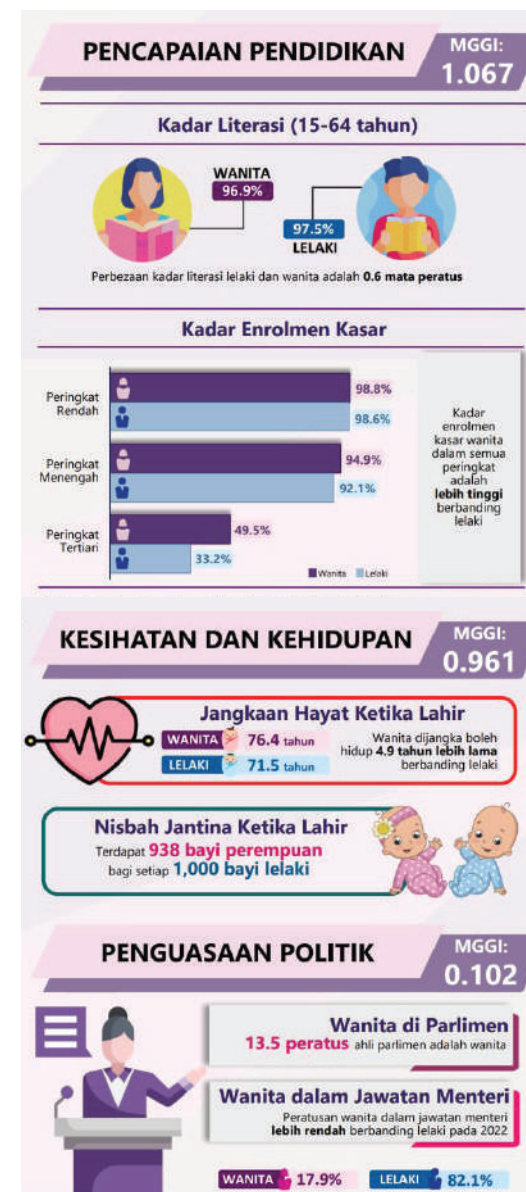 PENCAPAIAN PENDIDIKAN
MGGI:
1.067
Kadar Literasi (15-64 tahun)
WANITA
96.9%
97.5%
LELAKI
Perbezaan kadar literasi lelaki dan wanita adalah 0.6 mata peratus
Kadar Enrolmen Kasar
Peringkat
Rendah
98.8%
98.6%
Peringkat
Menengah
94.9%
92.1%
Peringkat
Tertiari
49.5%
33.2%
Wanita Lelaki
Kadar
enrolmen
kasar wanita
dalam semua
peringkat
adalah
lebih tinggi
berbanding
lelaki
KESIHATAN DAN KEHIDUPAN
MGGI:
0.961
Jangkaan Hayat Ketika Lahir
WANITA 76.4 tahun
LELAKI 71.5 tahun
Wanita dijangka boleh
hidup 4.9 tahun lebih lama
berbanding lelaki
Nisbah Jantina Ketika Lahir
Terdapat 938 bayi perempuan
bagi setiap 1,000 bayi lelaki
PENGUASAAN POLITIK
MGGI:
0.102
Wanita di Parlimen
13.5 peratus ahli parlimen adalah wanita
Wanita dalam Jawatan Menteri
Peratusan wanita dalam jawatan menteri
lebih rendah berbanding lelaki pada 2022
WANITA 17.9% LELAKI 82.1%